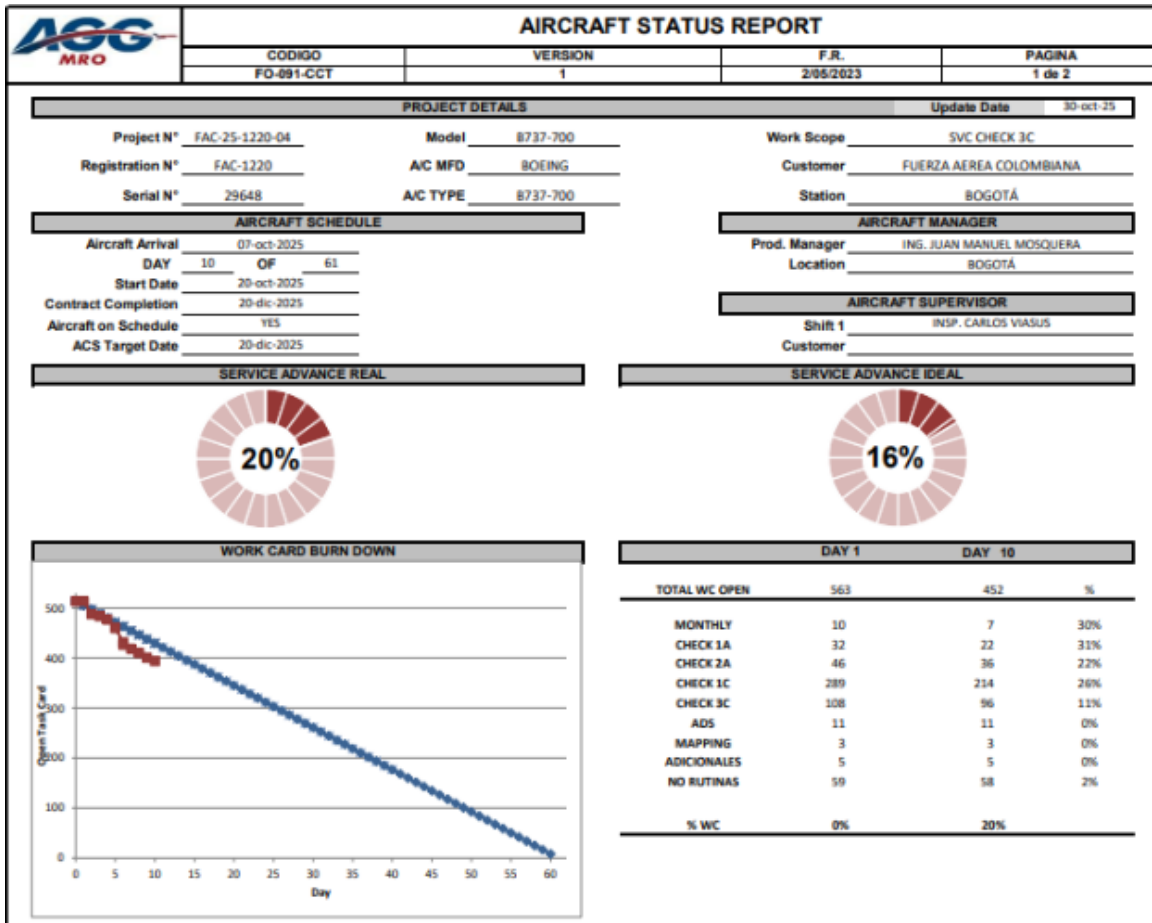 AGG
MRO
AIRCRAFT STATUS REPORT
CODIGO VERSION F.R. PAGINA
FO-091-CCT 1 2/05/2023 1 de 2
PROJECT DETAILS Update Date 30-oct-25
Project N° FAC-25-1220-04 Model B737-700 Work Scope SVC CHECK 3C
Registration N° FAC-1220 A/C MFD BOEING Customer FUERZA AEREA COLOMBIANA
Serial N° 29648 A/C TYPE B737-700 Station BOGOTÁ
AIRCRAFT SCHEDULE AIRCRAFT MANAGER
Aircraft Arrival 07-oct-2025 Prod. Manager ING. JUAN MANUEL MOSQUERA
DAY 10 OF 61 Location BOGOTÁ
Start Date 20-oct-2025
Contract Completion 20-dic-2025 AIRCRAFT SUPERVISOR
Aircraft on Schedule YES Shift 1 INSP. CARLOS VIASUS
ACS Target Date 20-dic-2025 Customer
SERVICE ADVANCE REAL SERVICE ADVANCE IDEAL
20% 16%
WORK CARD BURN DOWN DAY 1 DAY 10
TOTAL WC OPEN 563 452 %
MONTHLY 10 7 30%
CHECK 1A 32 22 31%
CHECK 2A 46 36 22%
CHECK 1C 289 214 26%
CHECK 3C 108 96 11%
ADS 11 11 0%
MAPPING 3 3 0%
ADICIONALES 5 5 0%
NO RUTINAS 59 58 2%
% WC 0% 20%
Open Task Card
500
400
300
200
100
0
0 5 10 15 20 25 30 35 40 45 50 55 60
Day